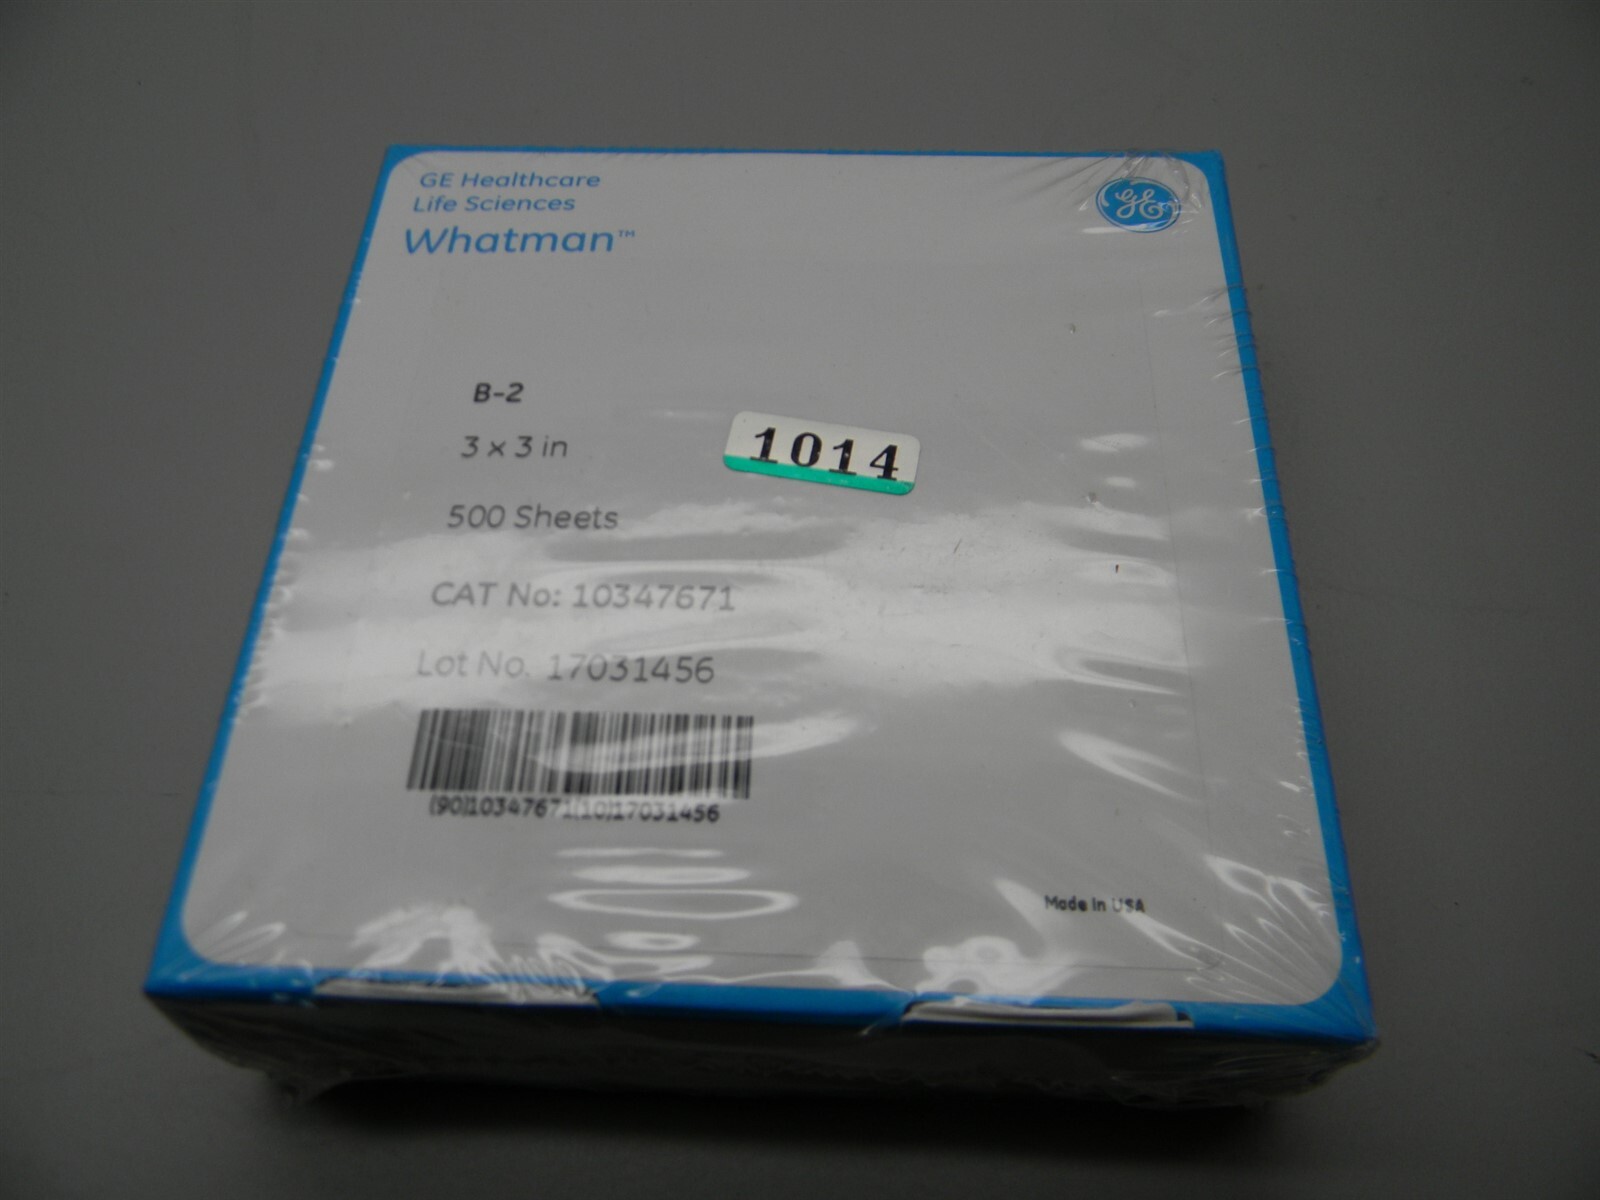 GE Healthcare
Life Sciences
Whatman™
GE
B-2
3 x 3 in
1014
500 Sheets
CAT No: 10347671
Lot No. 17031456
(90)10347671(10)17031456
Made in USA